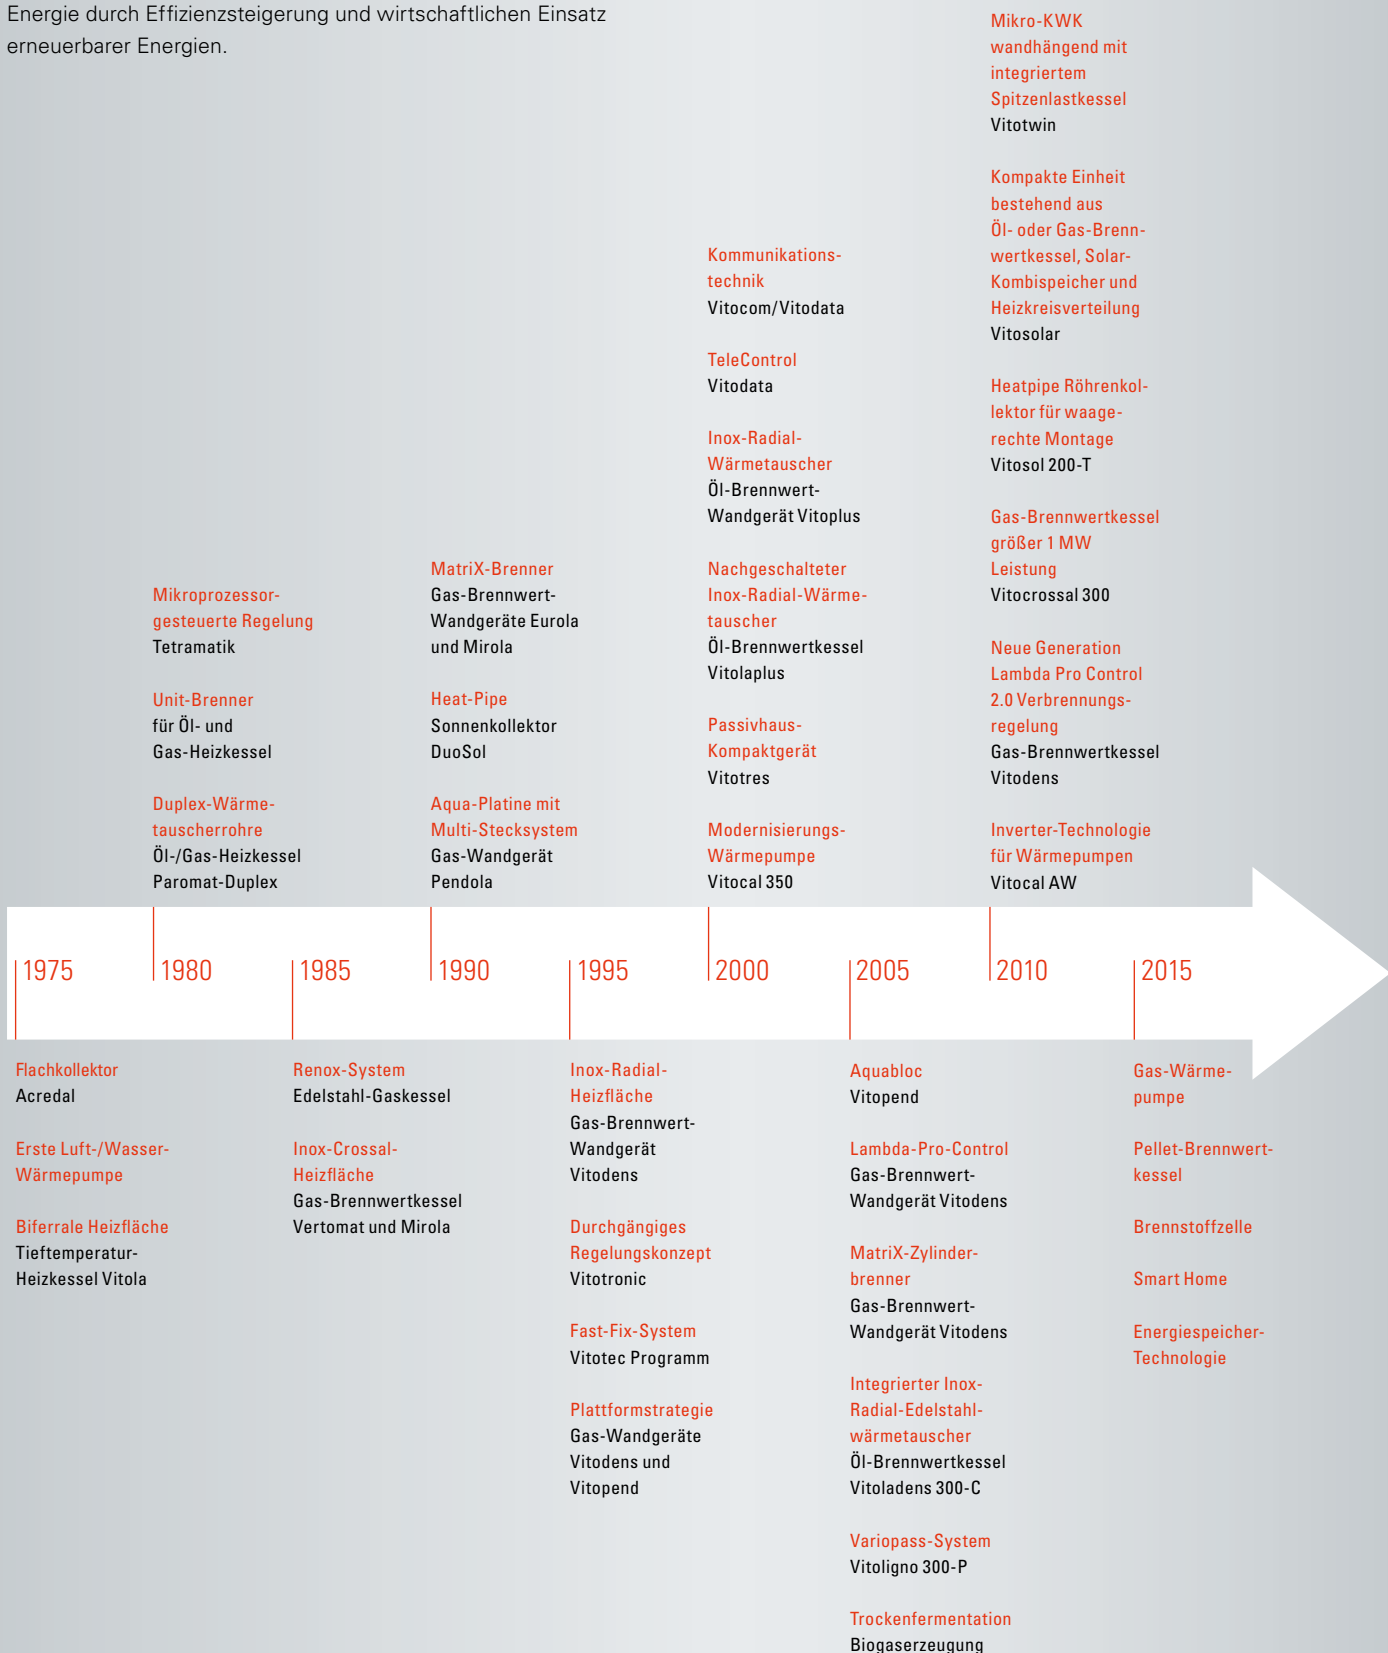 Energie durch Effizienzsteigerung und wirtschaftlichen Einsatz
erneuerbarer Energien.
Mikroprozessor-
gesteuerte Regelung
Tetramatik
Unit-Brenner
für Öl- und
Gas-Heizkessel
Duplex-Wärme-
tauscherrohre
Öl-/Gas-Heizkessel
Paromat-Duplex
MatriX-Brenner
Gas-Brennwert-
Wandgeräte Eurola
und Mirola
Heat-Pipe
Sonnenkollektor
DuoSol
Aqua-Platine mit
Multi-Stecksystem
Gas-Wandgerät
Pendola
Kommunikations-
technik
Vitocom/Vitodata
TeleControl
Vitodata
Inox-Radial-
Wärmetauscher
Öl-Brennwert-
Wandgerät Vitoplus
Nachgeschalteter
Inox-Radial-Wärme-
tauscher
Öl-Brennwertkessel
Vitolaplus
Passivhaus-
Kompaktgerät
Vitotres
Modernisierungs-
Wärmepumpe
Vitocal 350
Mikro-KWK
wandhängend mit
integriertem
Spitzenlastkessel
Vitotwin
Kompakte Einheit
bestehend aus
Öl- oder Gas-Brenn-
wertkessel, Solar-
Kombispeicher und
Heizkreisverteilung
Vitosolar
Heatpipe Röhrenkol-
lektor für waage-
rechte Montage
Vitosol 200-T
Gas-Brennwertkessel
größer 1 MW
Leistung
Vitocrossal 300
Neue Generation
Lambda Pro Control
2.0 Verbrennungs-
regelung
Gas-Brennwertkessel
Vitodens
Inverter-Technologie
für Wärmepumpen
Vitocal AW
1975
1980
1985
1990
1995
2000
2005
2010
2015
Flachkollektor
Acredal
Erste Luft-/Wasser-
Wärmepumpe
Biferrale Heizfläche
Tieftemperatur-
Heizkessel Vitola
Renox-System
Edelstahl-Gaskessel
Inox-Crossal-
Heizfläche
Gas-Brennwertkessel
Vertomat und Mirola
Inox-Radial-
Heizfläche
Gas-Brennwert-
Wandgerät
Vitodens
Durchgängiges
Regelungskonzept
Vitotronic
Fast-Fix-System
Vitotec Programm
Plattformstrategie
Gas-Wandgeräte
Vitodens und
Vitopend
Aquabloc
Vitopend
Lambda-Pro-Control
Gas-Brennwert-
Wandgerät Vitodens
MatriX-Zylinder-
brenner
Gas-Brennwert-
Wandgerät Vitodens
Integrierter Inox-
Radial-Edelstahl-
wärmetauscher
Öl-Brennwertkessel
Vitoladens 300-C
Variopass-System
Vitoligno 300-P
Trockenfermentation
Biogaserzeugung
Gas-Wärme-
pumpe
Pellet-Brennwert-
kessel
Brennstoffzelle
Smart Home
Energiespeicher-
Technologie